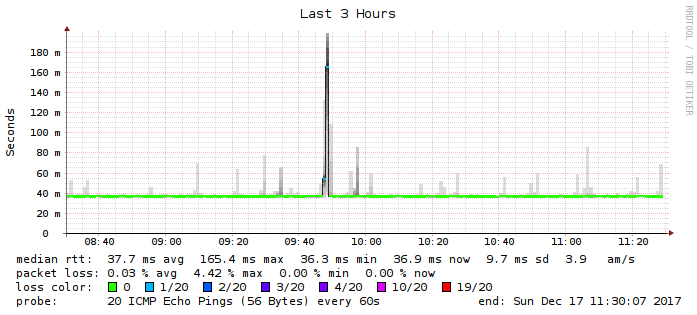 Last 3 Hours
RRDTOOL / TOBI OETIKER
Seconds
180 m
160 m
140 m
120 m
100 m
80 m
60 m
40 m
20 m
0
08:40 09:00 09:20 09:40 10:00 10:20 10:40 11:00 11:20
median rtt: 37.7 ms avg 165.4 ms max 36.3 ms min 36.9 ms now 9.7 ms sd 3.9 am/s
packet loss: 0.03 % avg 4.42 % max 0.00 % min 0.00 % now
loss color: 0 1/20 2/20 3/20 4/20 10/20 19/20
probe: 20 ICMP Echo Pings (56 Bytes) every 60s end: Sun Dec 17 11:30:07 2017